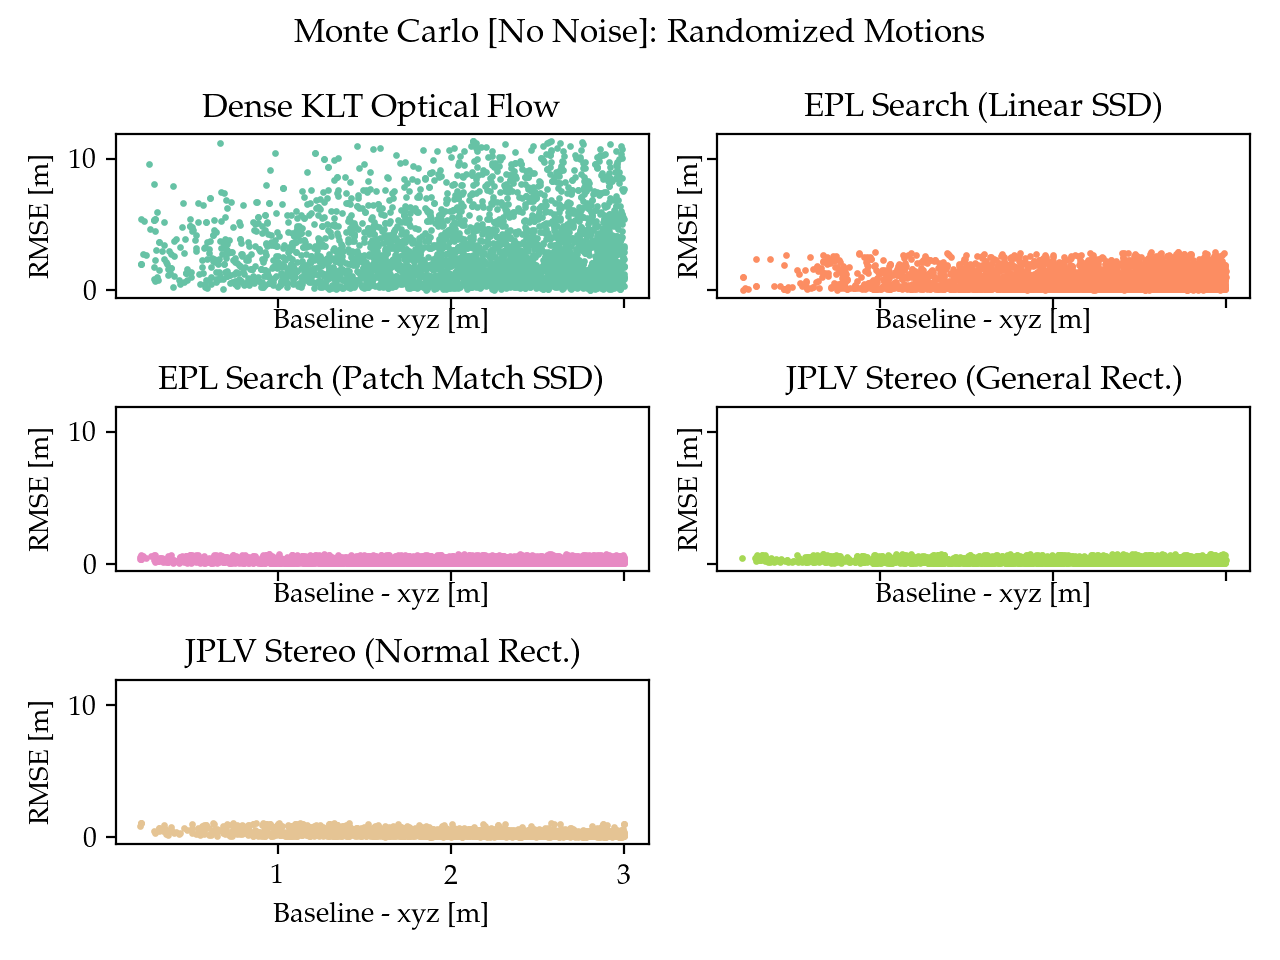 Monte Carlo [No Noise]: Randomized Motions
Dense KLT Optical Flow
RMSE [m]
10
0
Baseline - xyz [m]
EPL Search (Linear SSD)
RMSE [m]
Baseline - xyz [m]
EPL Search (Patch Match SSD)
RMSE [m]
10
0
Baseline - xyz [m]
JPLV Stereo (General Rect.)
RMSE [m]
Baseline - xyz [m]
JPLV Stereo (Normal Rect.)
RMSE [m]
10
0
1 2 3
Baseline - xyz [m]